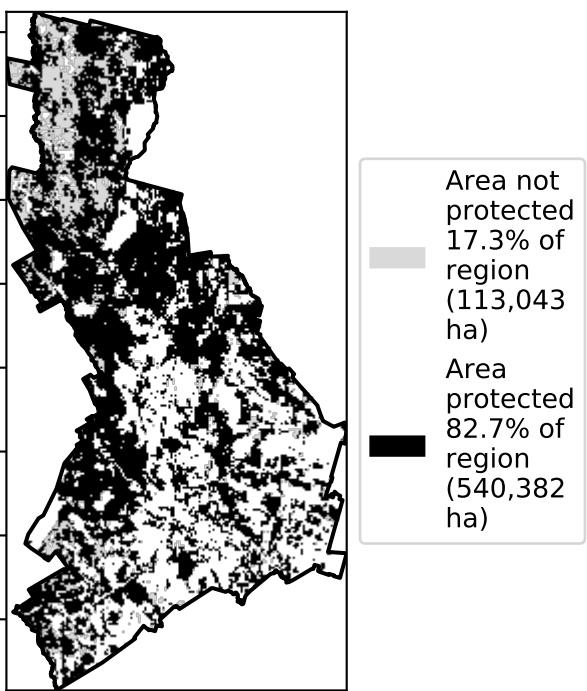 Area not
protected
17.3% of
region
(113,043
ha)
Area
protected
82.7% of
region
(540,382
ha)